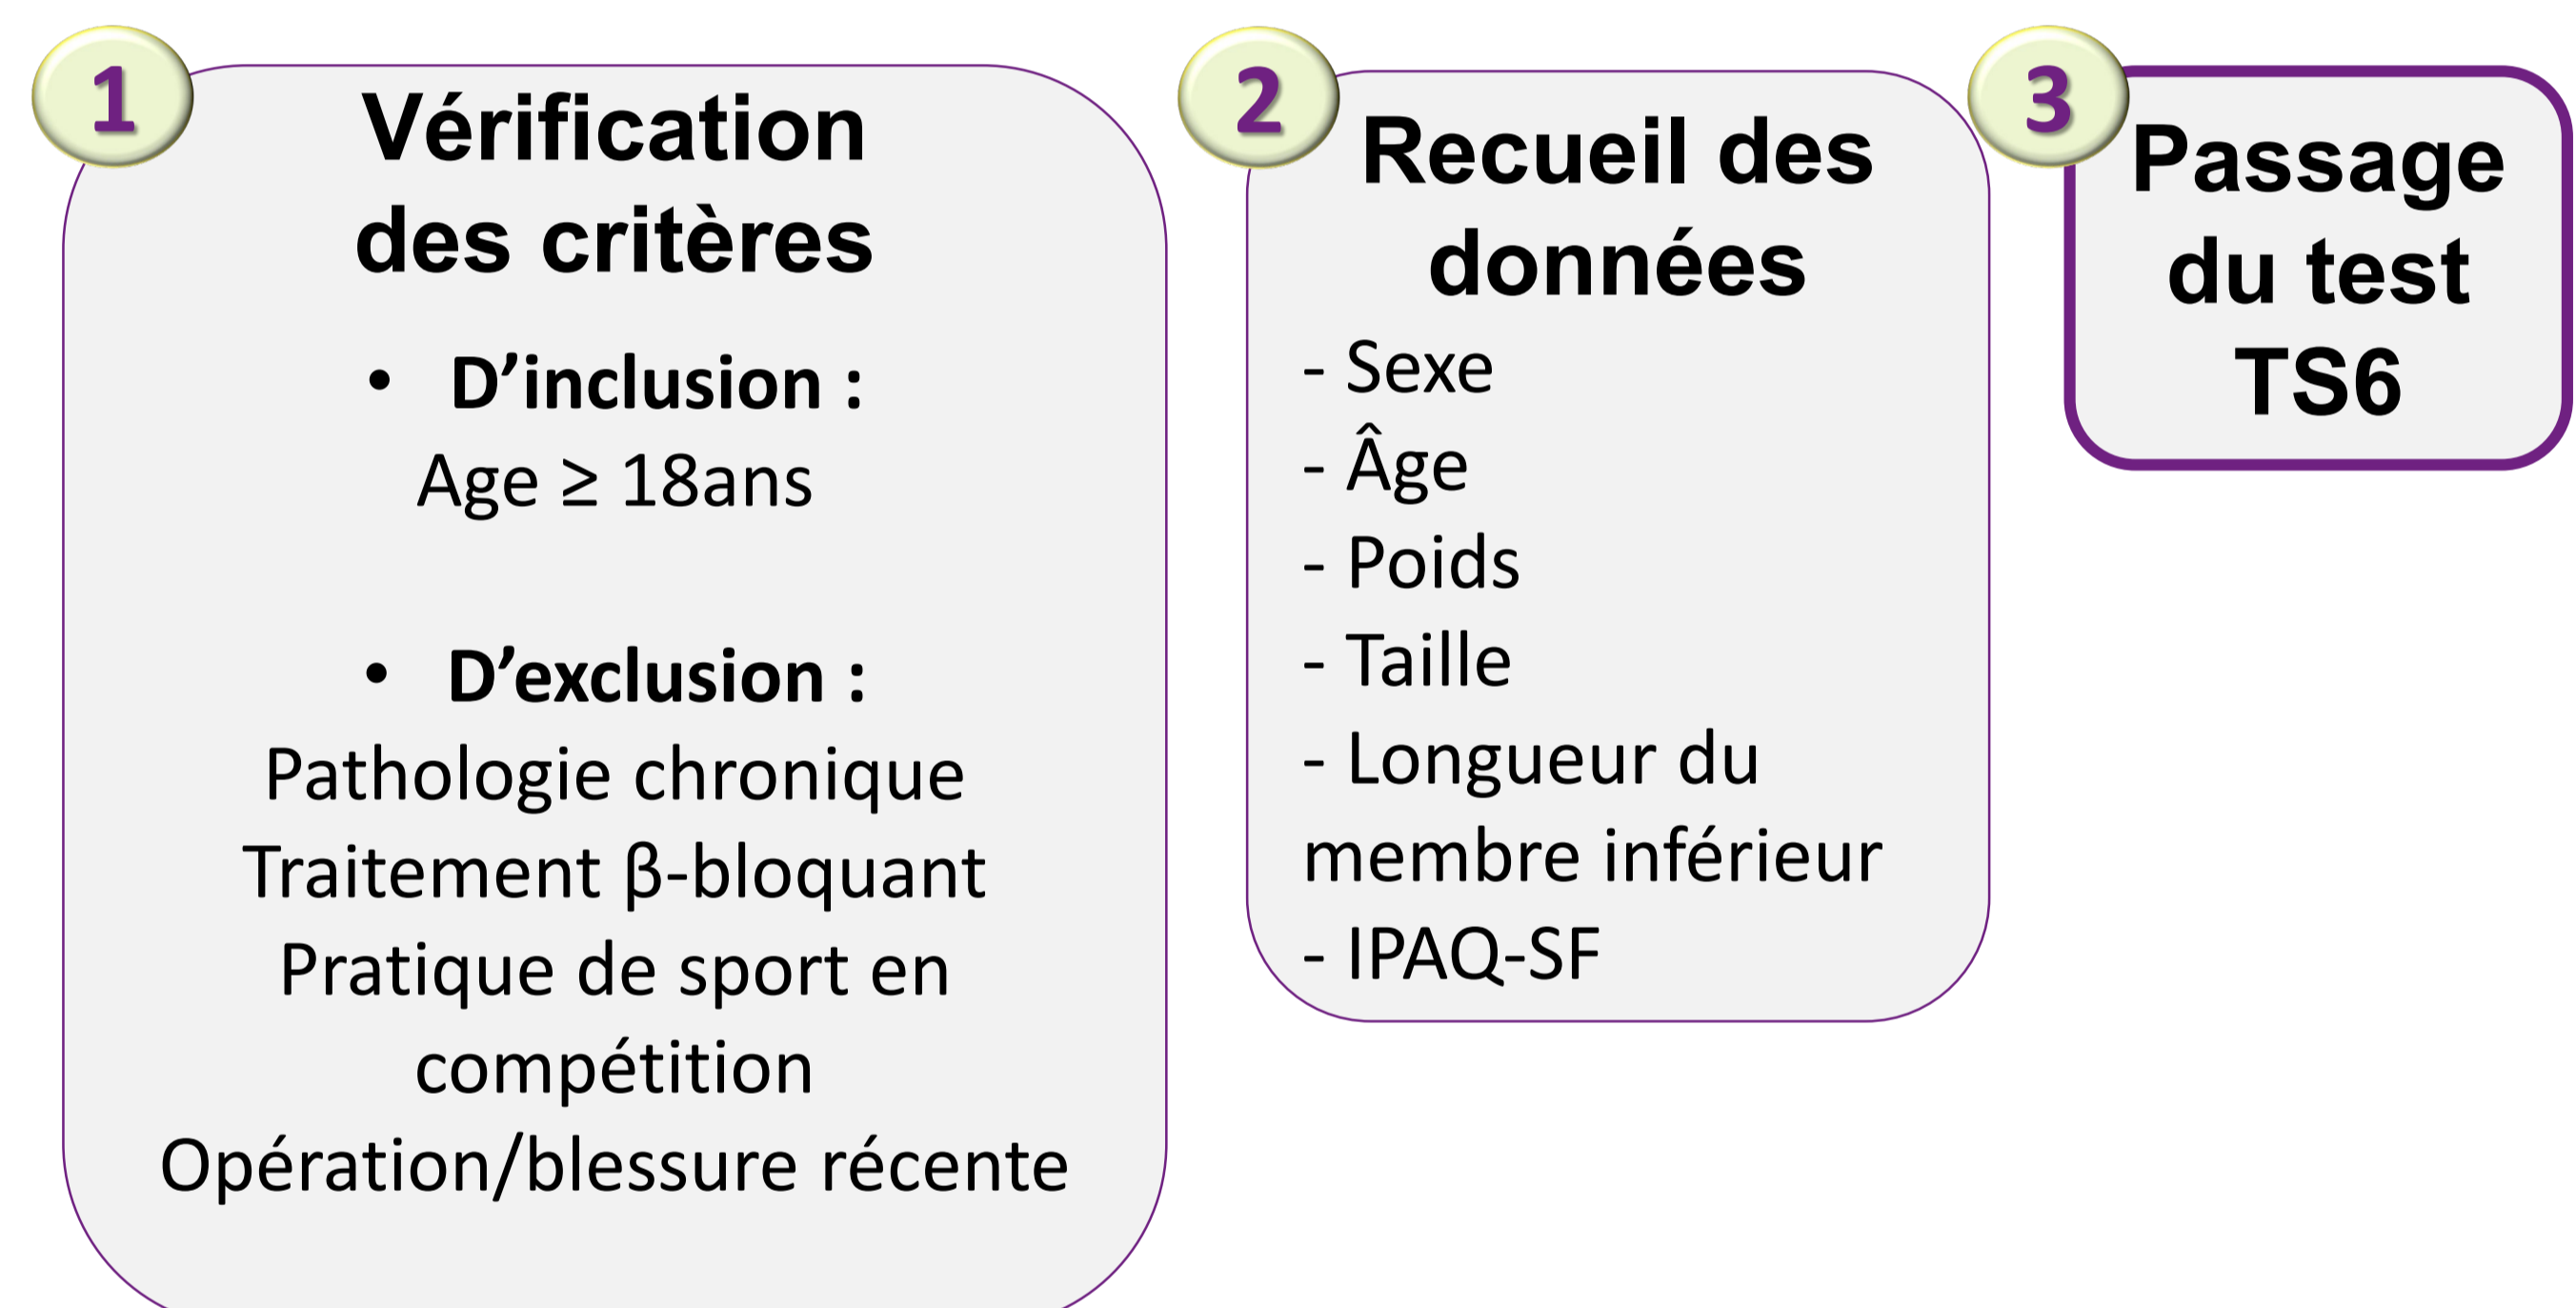 1
Vérification
des critères
• D’inclusion :
Age ≥ 18ans
• D’exclusion :
Pathologie chronique
Traitement β-bloquant
Pratique de sport en
compétition
Opération/blessure récente
2
Recueil des
données
- Sexe
- Âge
- Poids
- Taille
- Longueur du
membre inférieur
- IPAQ-SF
3
Passage
du test
TS6